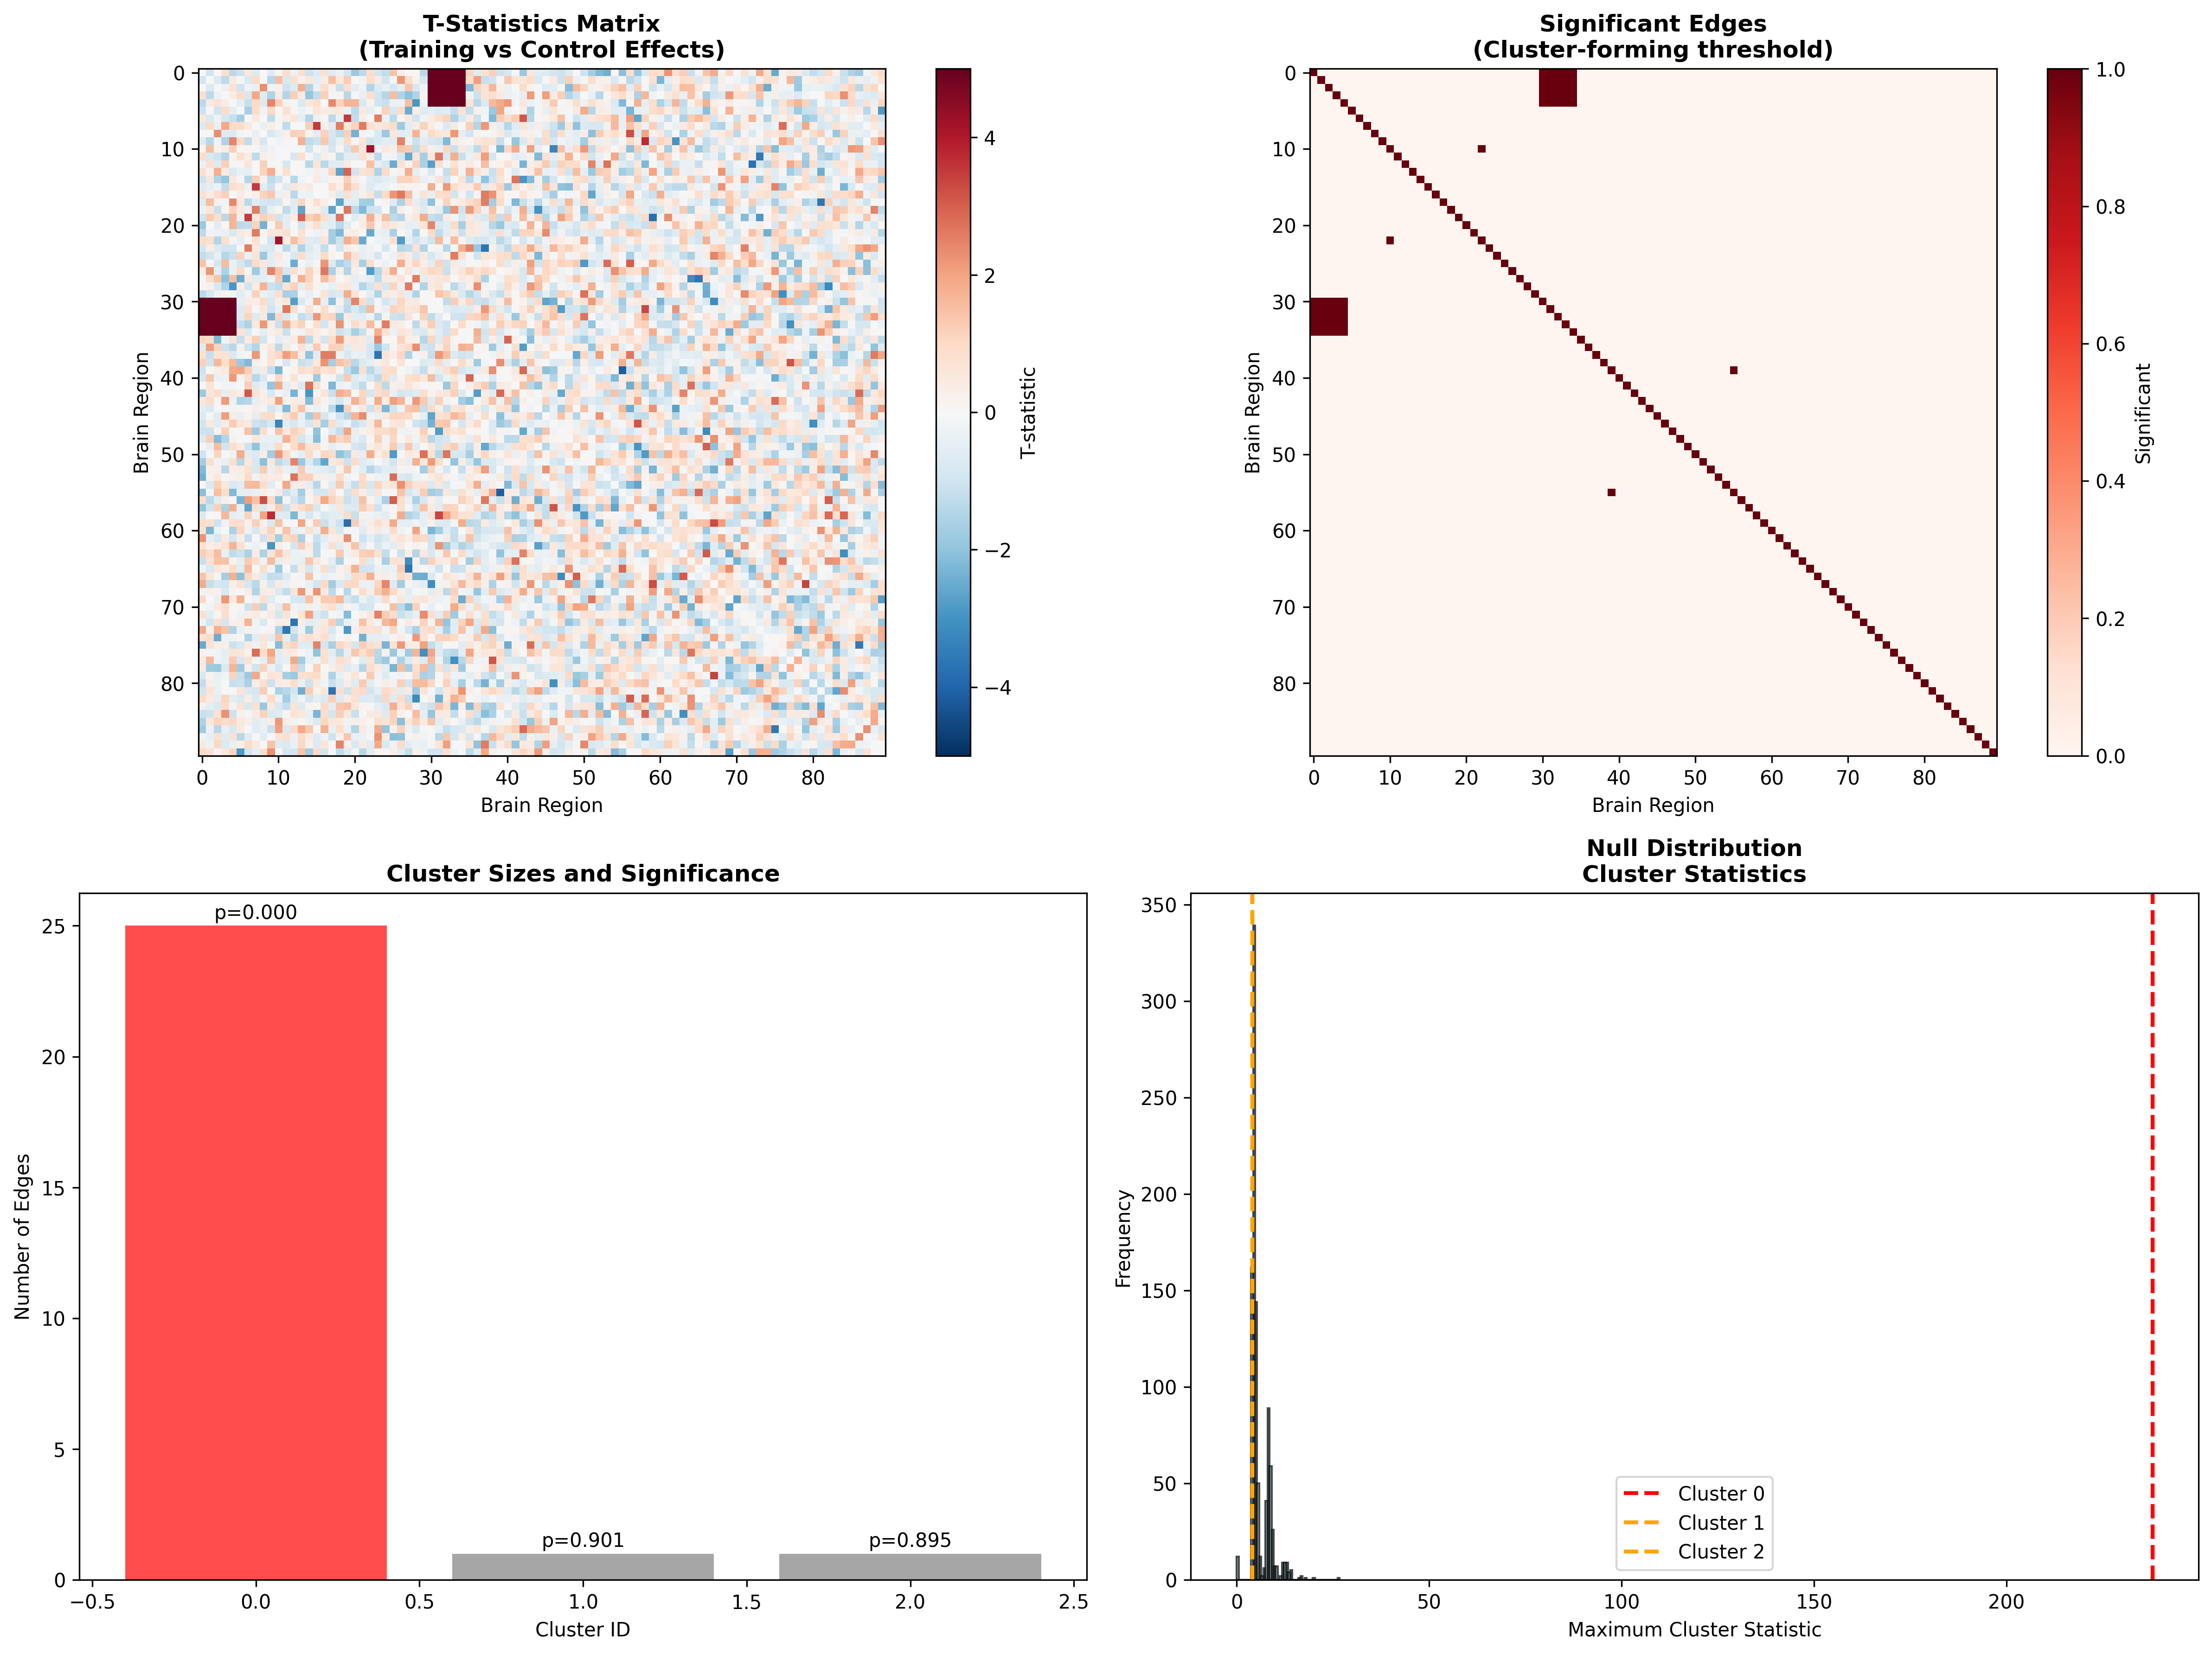 T-Statistics Matrix
(Training vs Control Effects)
0
10
20
30
40
50
60
70
80
Brain Region
0 10 20 30 40 50 60 70 80
Brain Region
4
2
0
−2
−4
T-statistic
Significant Edges
(Cluster-forming threshold)
0
10
20
30
40
50
60
70
80
Brain Region
0 10 20 30 40 50 60 70 80
Brain Region
1.0
0.8
0.6
0.4
0.2
0.0
Significant
Cluster Sizes and Significance
25
20
15
10
5
0
Number of Edges
p=0.000
p=0.901
p=0.895
−0.5 0.0 0.5 1.0 1.5 2.0 2.5
Cluster ID
Null Distribution
Cluster Statistics
350
300
250
200
150
100
50
0
Frequency
Cluster 0
Cluster 1
Cluster 2
0 50 100 150 200
Maximum Cluster Statistic